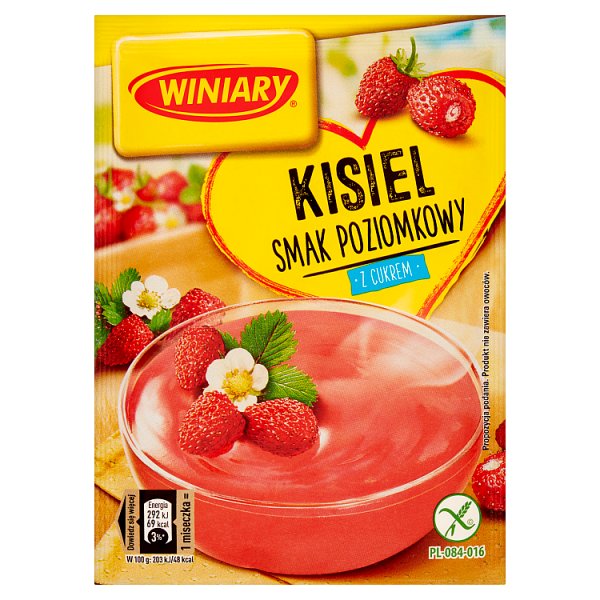 WINIARY
®
KISIEL
SMAK POZIOMKOWY
• Z CUKREM •
Propozycja podania. Produkt nie zawiera owoców.
Dowiedz się więcej
Energia
292 kJ
69 kcal
3%*
1 miseczka =
W 100 g: 203 kJ/48 kcal
PL-084-016